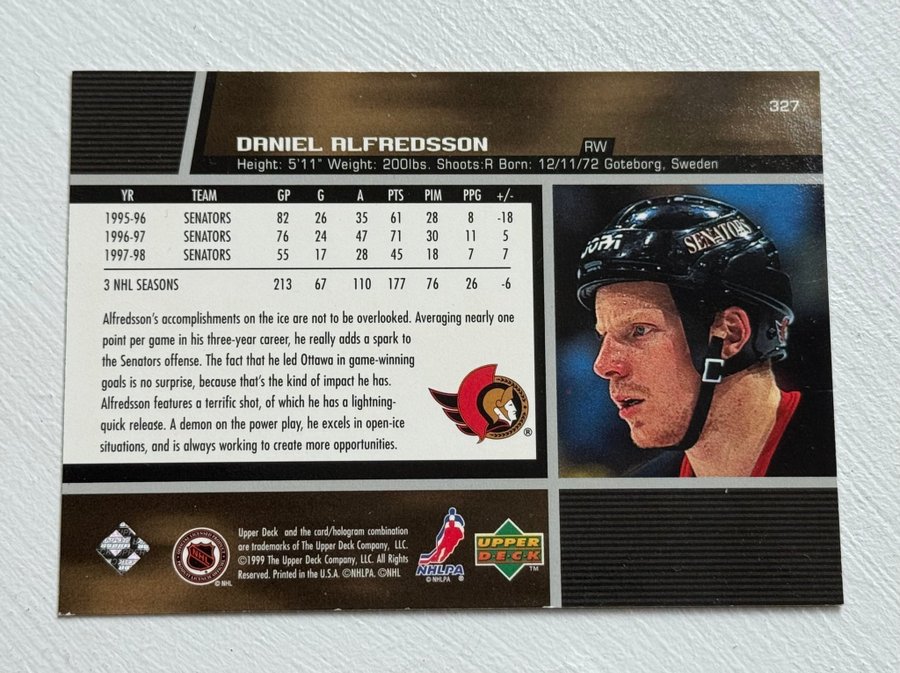 327
DANIEL ALFREDSSON RW
Height: 5'11" Weight: 200lbs. Shoots:R Born: 12/11/72 Goteborg, Sweden
YR TEAM GP G A PTS PIM PPG +/-
1995-96 SENATORS 82 26 35 61 28 8 -18
1996-97 SENATORS 76 24 47 71 30 11 5
1997-98 SENATORS 55 17 28 45 18 7 7
3 NHL SEASONS 213 67 110 177 76 26 -6
Alfredsson's accomplishments on the ice are not to be overlooked. Averaging nearly one
point per game in his three-year career, he really adds a spark to
the Senators offense. The fact that he led Ottawa in game-winning
goals is no surprise, because that's the kind of impact he has.
Alfredsson features a terrific shot, of which he has a lightning-
quick release. A demon on the power play, he excels in open-ice
situations, and is always working to create more opportunities.
®
SENATORS
Upper Deck and the card/hologram combination
are trademarks of The Upper Deck Company, LLC.
©1999 The Upper Deck Company, LLC. All Rights
Reserved. Printed in the U.S.A. ©NHLPA. ©NHL
NHL
©NHL
NHLPA
©NHLPA
UPPER
DECK
™